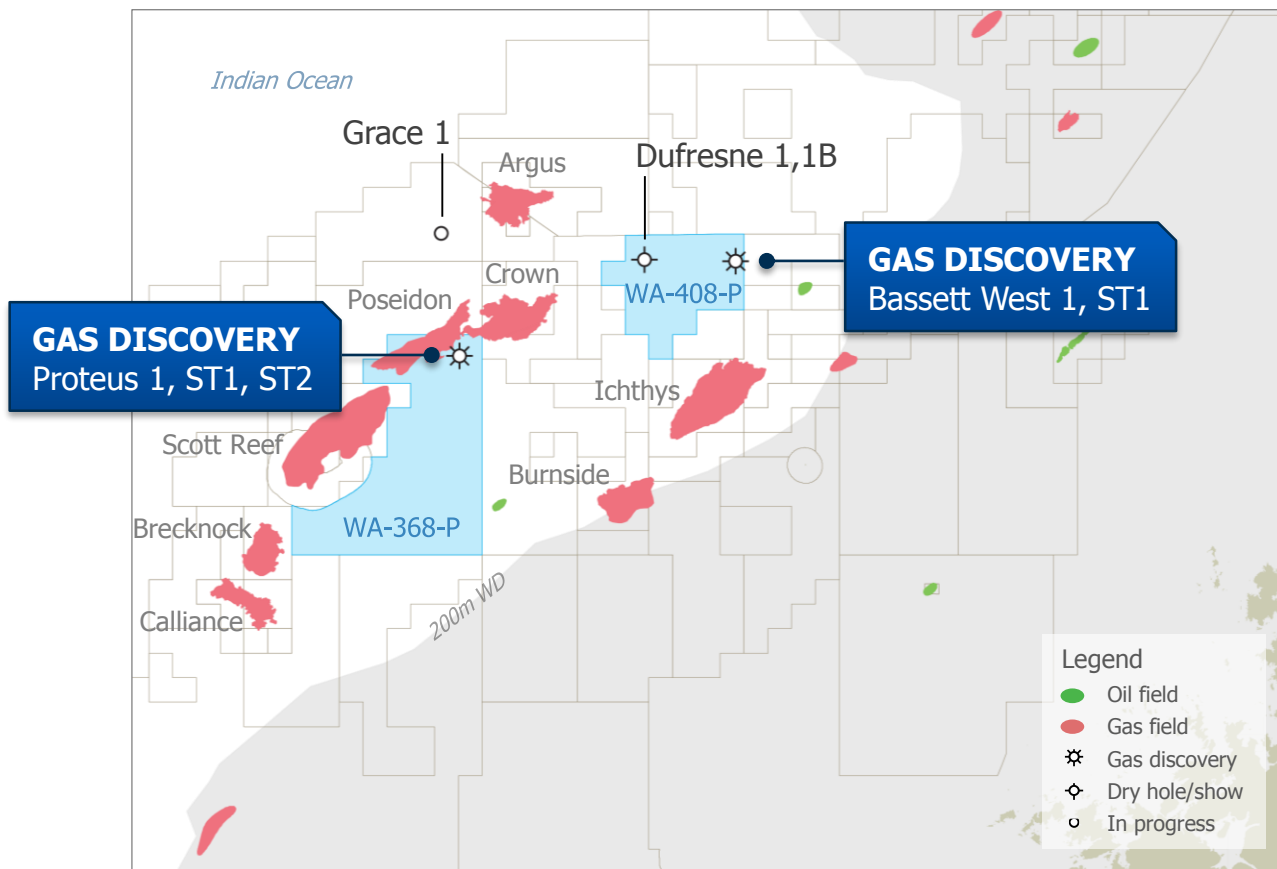 Indian Ocean
Grace 1
Argus
Dufresne 1,1B
GAS DISCOVERY
Bassett West 1, ST1
WA-408-P
Crown
Poseidon
GAS DISCOVERY
Proteus 1, ST1, ST2
Ichthys
Scott Reef
Burnside
WA-368-P
Brecknock
Calliance
200m WD
Legend
Oil field
Gas field
Gas discovery
Dry hole/show
In progress